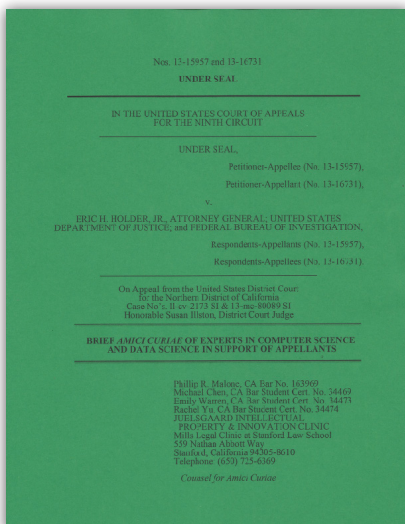 Nos. 13-15957 and 13-16731
UNDER SEAL
IN THE UNITED STATES COURT OF APPEALS
FOR THE NINTH CIRCUIT
UNDER SEAL,
Petitioner-Appellee (No. 13-15957),
Petitioner-Appellant (No. 13-16731),
v.
ERIC H. HOLDER, JR., ATTORNEY GENERAL; UNITED STATES
DEPARTMENT OF JUSTICE; and FEDERAL BUREAU OF INVESTIGATION,
Respondents-Appellants (No. 13-15957),
Respondents-Appellees (No. 13-16731)
On Appeal from the United States District Court
for the Northern District of California
Case No's. 11-cv-2173 SI & 13-mc-80089 SI
Honorable Susan Illston, District Court Judge
BRIEF AMICI CURIAE OF EXPERTS IN COMPUTER SCIENCE
AND DATA SCIENCE IN SUPPORT OF APPELLANTS
Phillip R. Malone, CA Bar No. 163969
Michael Chen, CA Bar Student Cert. No. 34469
Emily Warren, CA Bar Student Cert. No. 34473
Rachel Yu, CA Bar Student Cert. No. 34474
JUELSGAARD INTELLECTUAL
PROPERTY & INNOVATION CLINIC
Mills Legal Clinic at Stanford Law School
559 Nathan Abbott Way
Stanford, California 94305-8610
Telephone: (650) 725-6369
Counsel for Amici Curiae